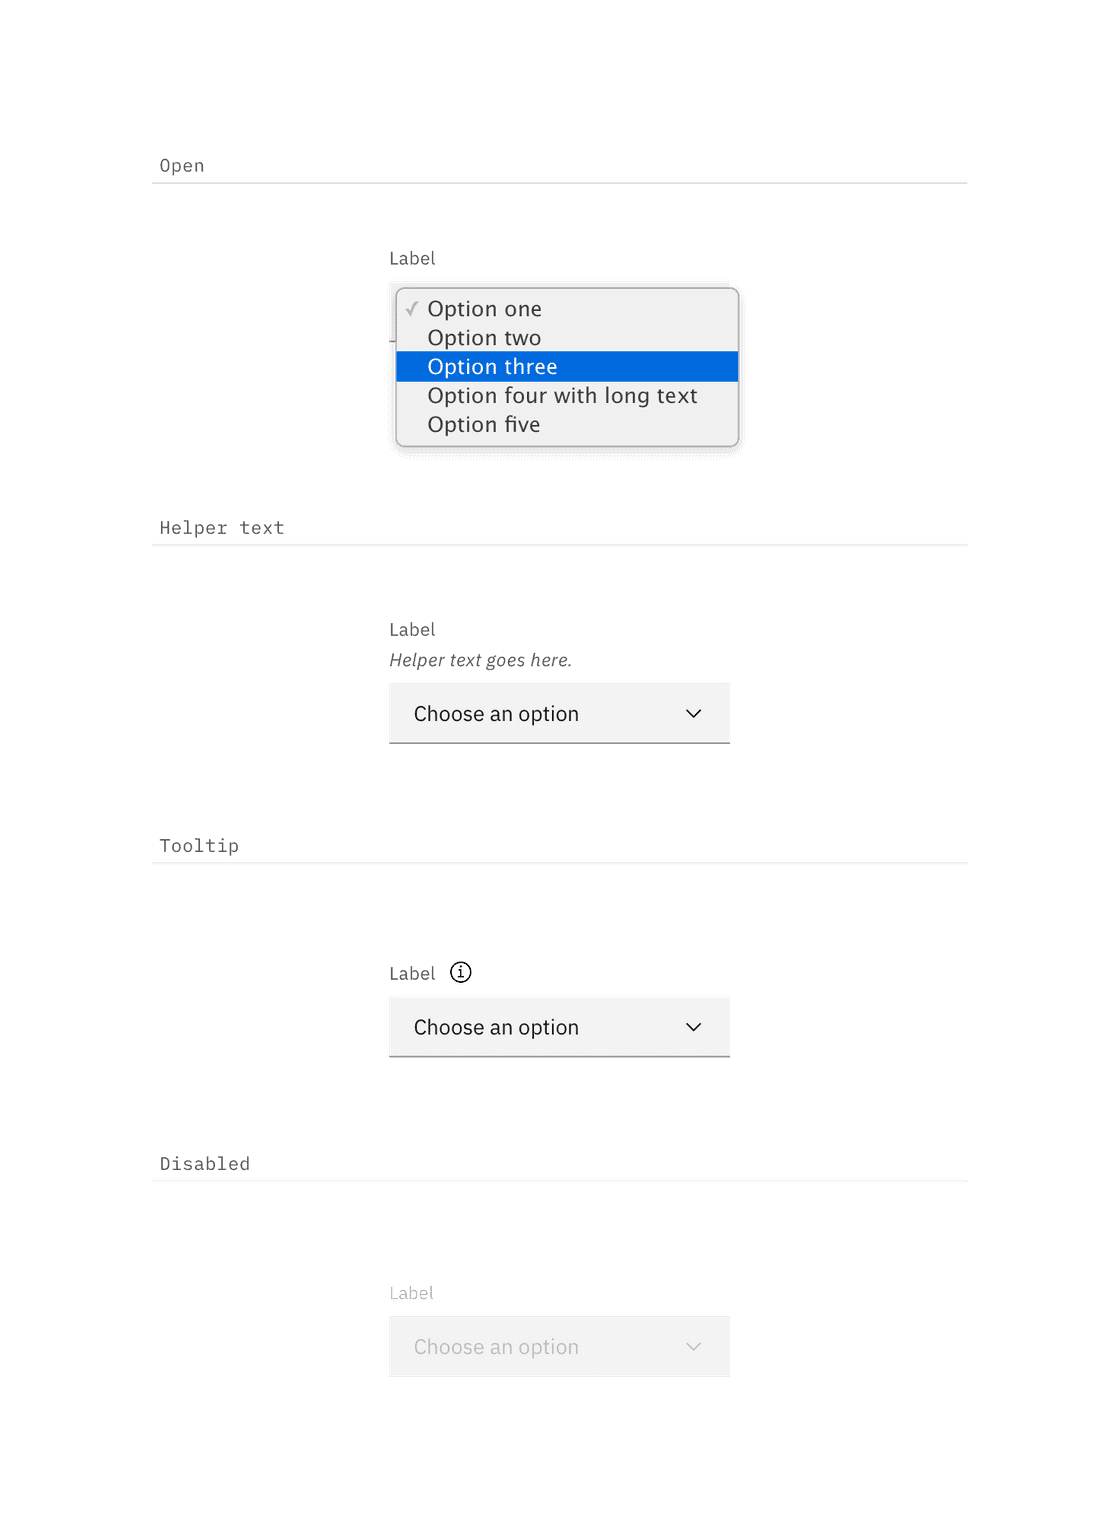 Open
Label
✓ Option one
Option two
Option three
Option four with long text
Option five
Helper text
Label
Helper text goes here.
Choose an option
Tooltip
Label
Choose an option
Disabled
Label
Choose an option